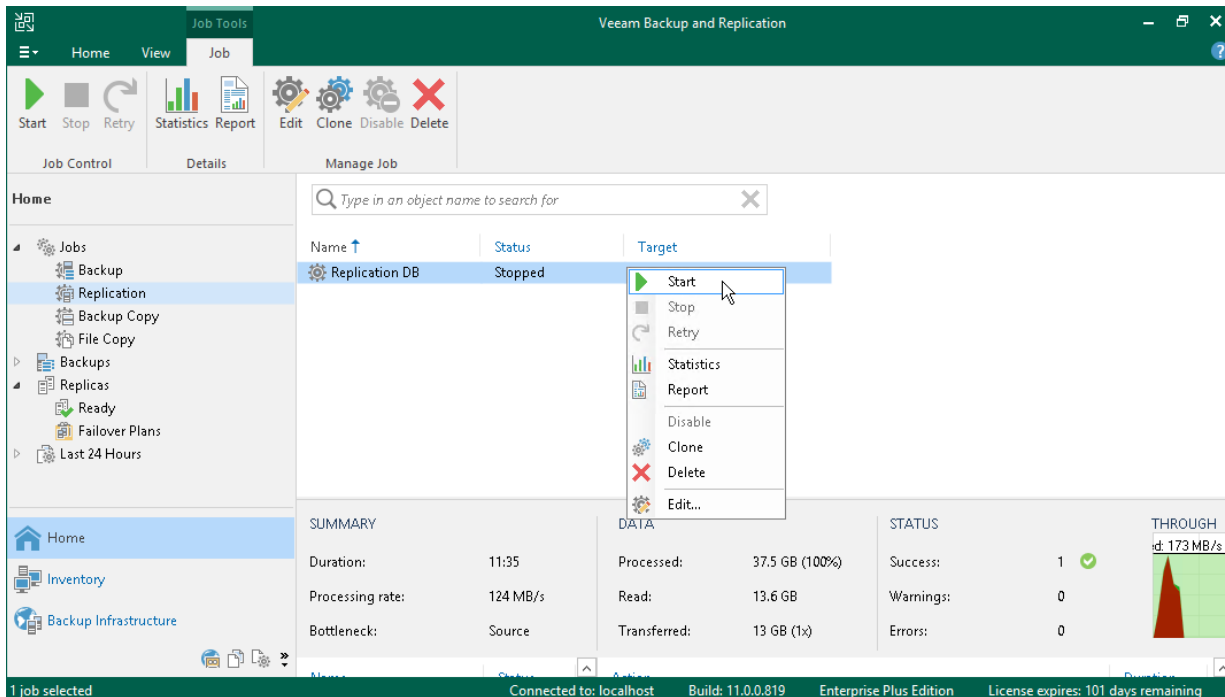 Job Tools
Veeam Backup and Replication
Home View Job
Start Stop Retry Statistics Report Edit Clone Disable Delete
Job Control Details Manage Job
Home
Type in an object name to search for
Jobs
Backup
Replication
Backup Copy
File Copy
Backups
Replicas
Ready
Failover Plans
Last 24 Hours
Home
Inventory
Backup Infrastructure
Name Status Target
Replication DB Stopped
Start
Stop
Retry
Statistics
Report
Disable
Clone
Delete
Edit...
SUMMARY DATA STATUS THROUGH
Duration: 11:35 Processed: 37.5 GB (100%) Success: 1
Processing rate: 124 MB/s Read: 13.6 GB Warnings: 0
Bottleneck: Source Transferred: 13 GB (1x) Errors: 0
ed: 173 MB/s
Name Status Action Duration
1 job selected Connected to: localhost Build: 11.0.0.819 Enterprise Plus Edition License expires: 101 days remaining